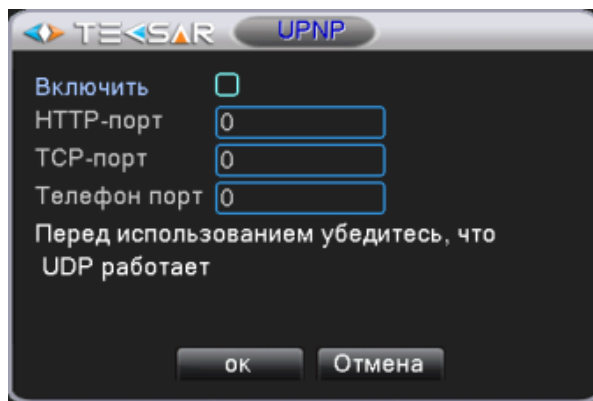 TEKSAR UPNP
Включить
HTTP-порт 0
TCP-порт 0
Телефон порт 0
Перед использованием убедитесь, что
UDP работает
ок Отмена